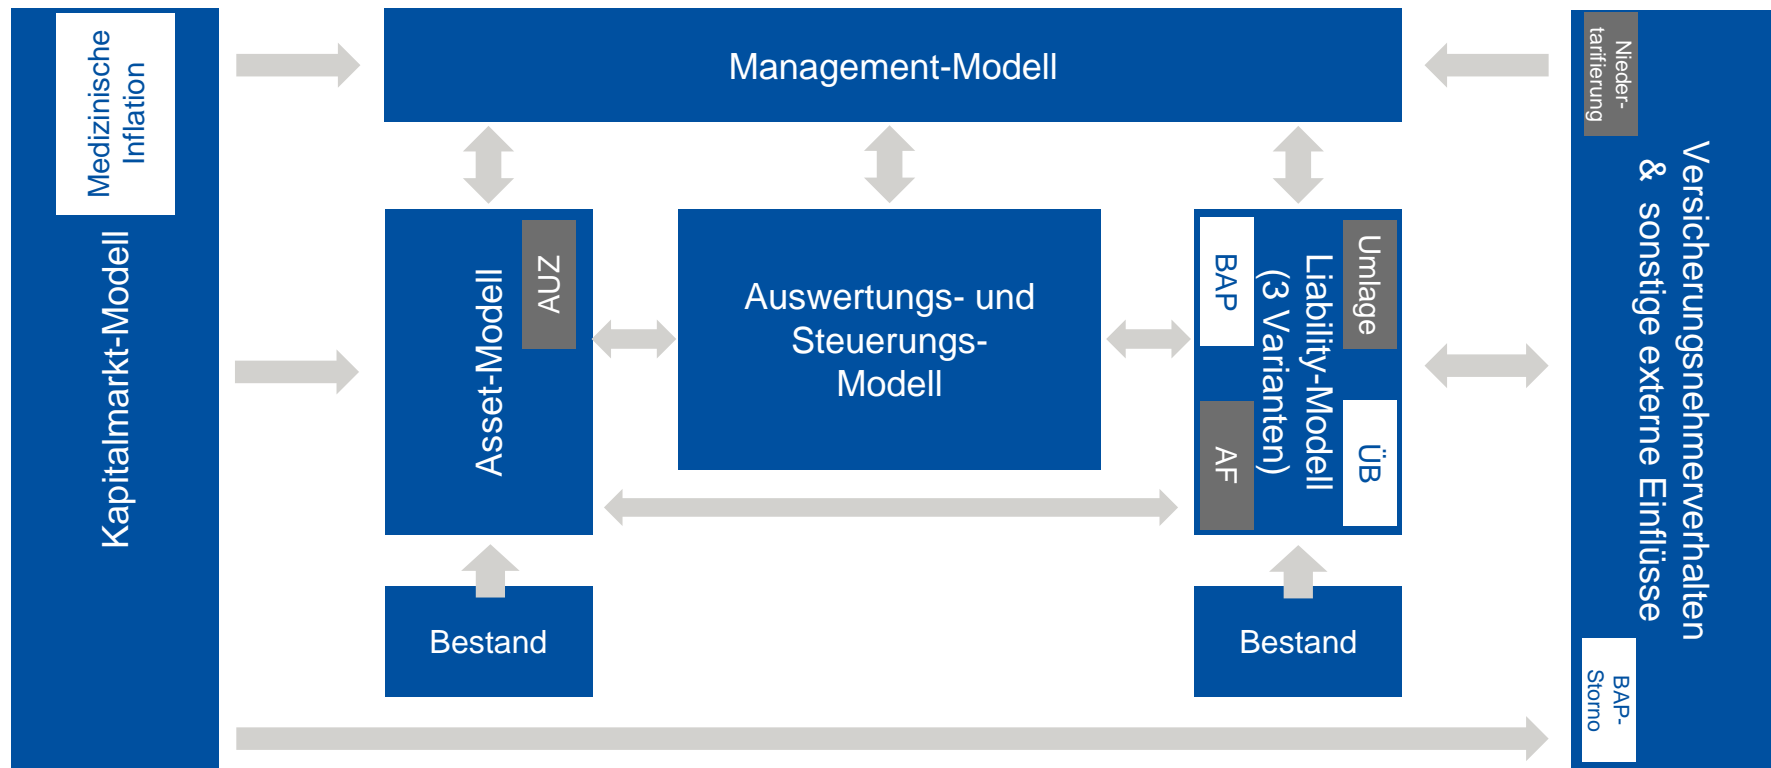 Medizinische
Inflation
Kapitalmarkt-Modell
Management-Modell
Asset-Modell
AUZ
Auswertungs- und
Steuerungs-
Modell
BAP
AF
Liability-Modell
(3 Varianten)
Umlage
ÜB
Bestand
Bestand
Nieder-
tarifierung
Versicherungsnehmerverhalten
& sonstige externe Einflüsse
BAP-
Storno